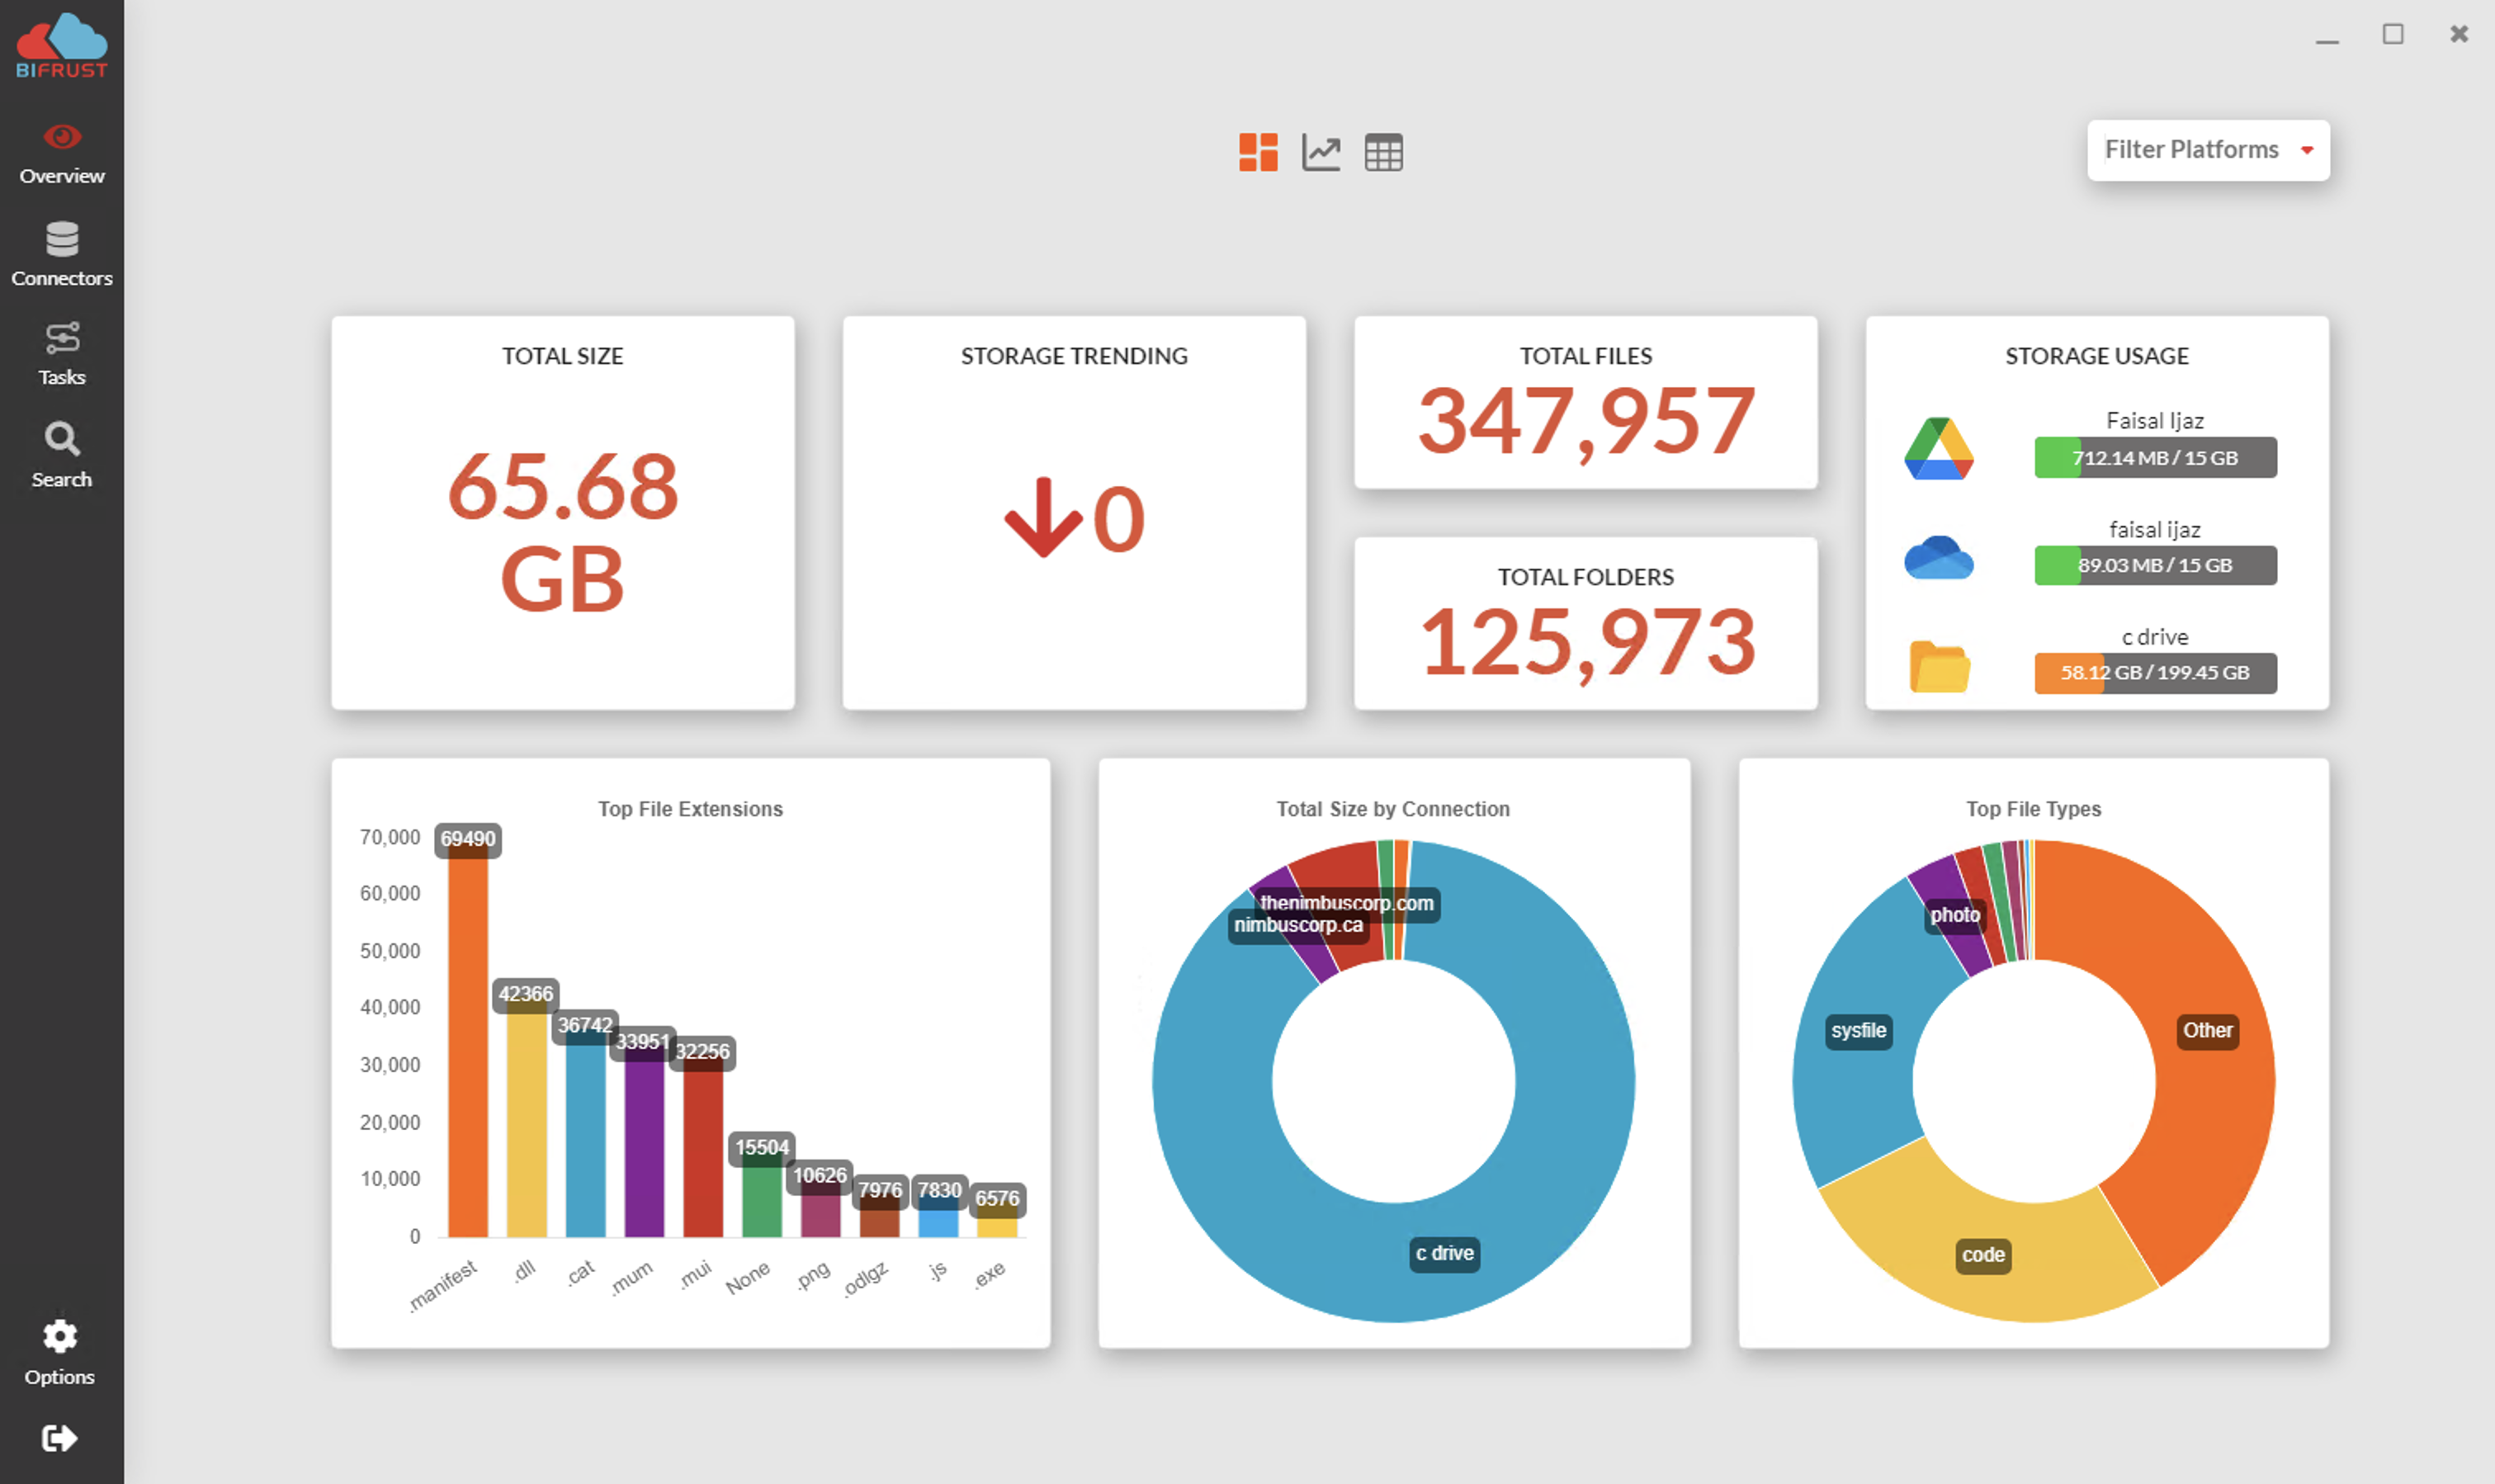 BIFRUST
Overview
Connectors
Tasks
Search
Options
Filter Platforms
TOTAL SIZE
65.68
GB
STORAGE TRENDING
0
TOTAL FILES
347,957
TOTAL FOLDERS
125,973
STORAGE USAGE
Faisal Ijaz
712.14 MB / 15 GB
faisal ijaz
89.03 MB / 15 GB
c drive
58.12 GB / 199.45 GB
Top File Extensions
70,000
60,000
50,000
40,000
30,000
20,000
10,000
0
69490
42366
36742
33951
32256
15504
10626
7976
7830
6576
.manifest
.dll
.cat
.mum
.mui
None
.png
.odlgz
.js
.exe
Total Size by Connection
thenimbuscorp.com
nimbuscorp.ca
c drive
Top File Types
photo
sysfile
Other
code